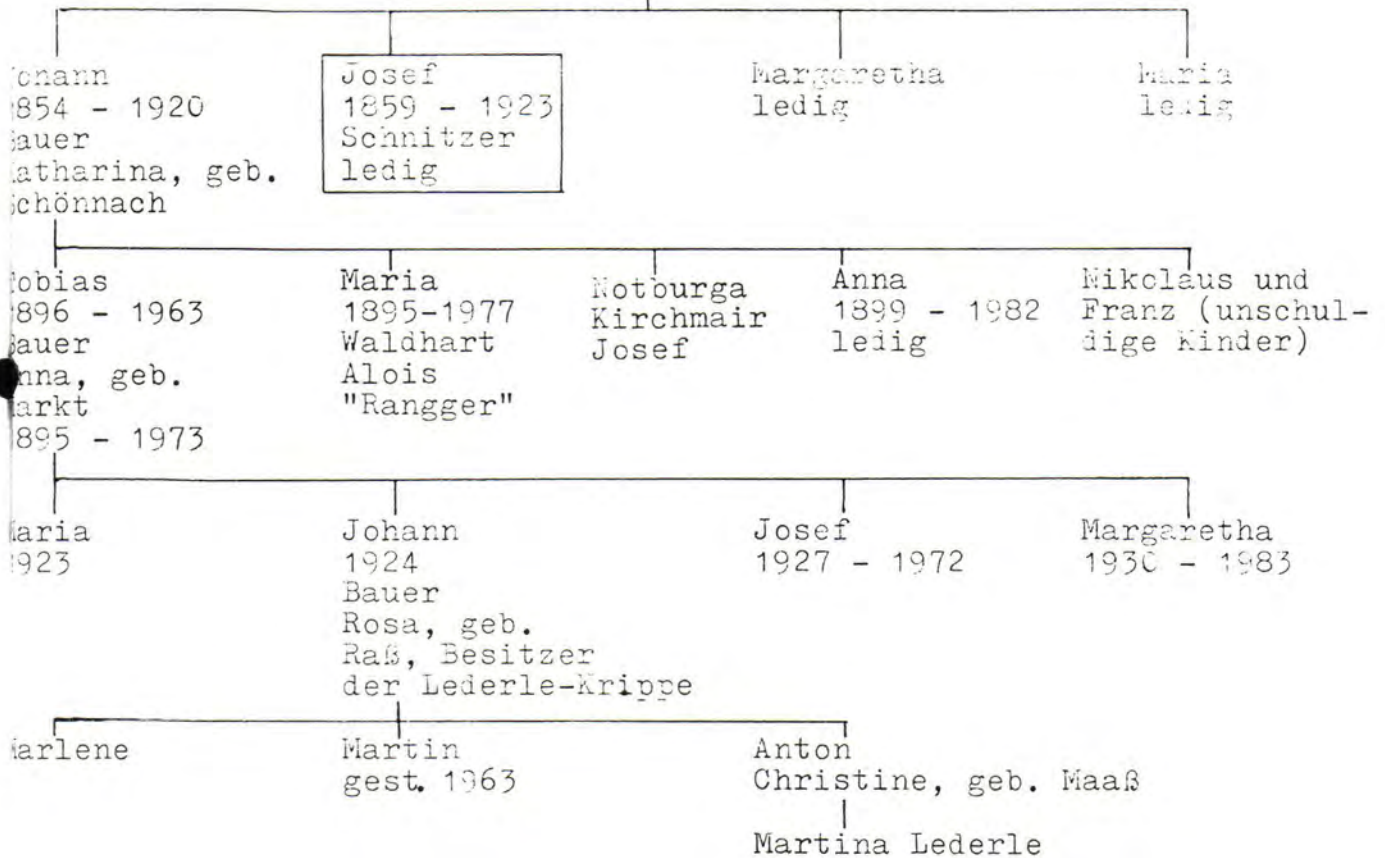 ohann
854 - 1920
auer
atharina, geb.
chönnach
Josef
1859 - 1923
Schnitzer
ledig
Margaretha
ledig
Maria
ledig
obias
896 - 1963
auer
nna, geb.
arkt
895 - 1973
Maria
1895-1977
Waldhart
Alois
"Rangger"
Notburga
Kirchmair
Josef
Anna
1899 - 1982
ledig
Nikolaus und
Franz (unschul-
dige Kinder)
aria
923
Johann
1924
Bauer
Rosa, geb.
Raß, Besitzer
der Lederle-Krippe
Josef
1927 - 1972
Margaretha
1930 - 1983
arlene
Martin
gest. 1963
Anton
Christine, geb. Maaß
Martina Lederle